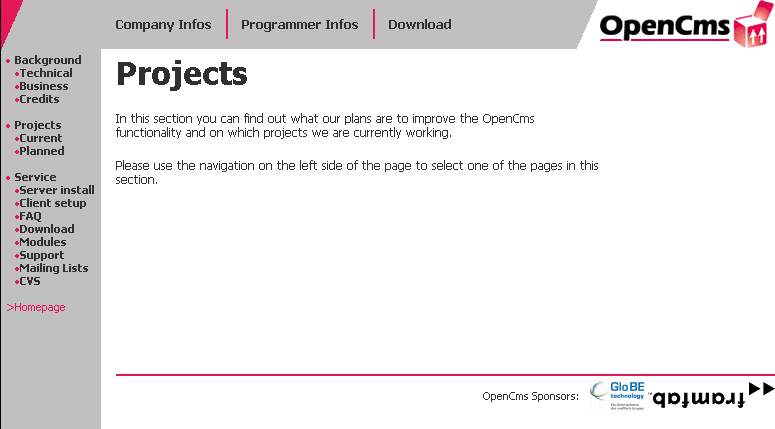 Company Infos
Programmer Infos
Download
OpenCms
Background
Technical
Business
Credits
Projects
Current
Planned
Service
Server install
Client setup
FAQ
Download
Modules
Support
Mailing Lists
CVS
>Homepage
Projects
In this section you can find out what our plans are to improve the OpenCms
functionality and on which projects we are currently working.
Please use the navigation on the left side of the page to select one of the pages in this
section.
OpenCms Sponsors:
GloBE
technology
framfab